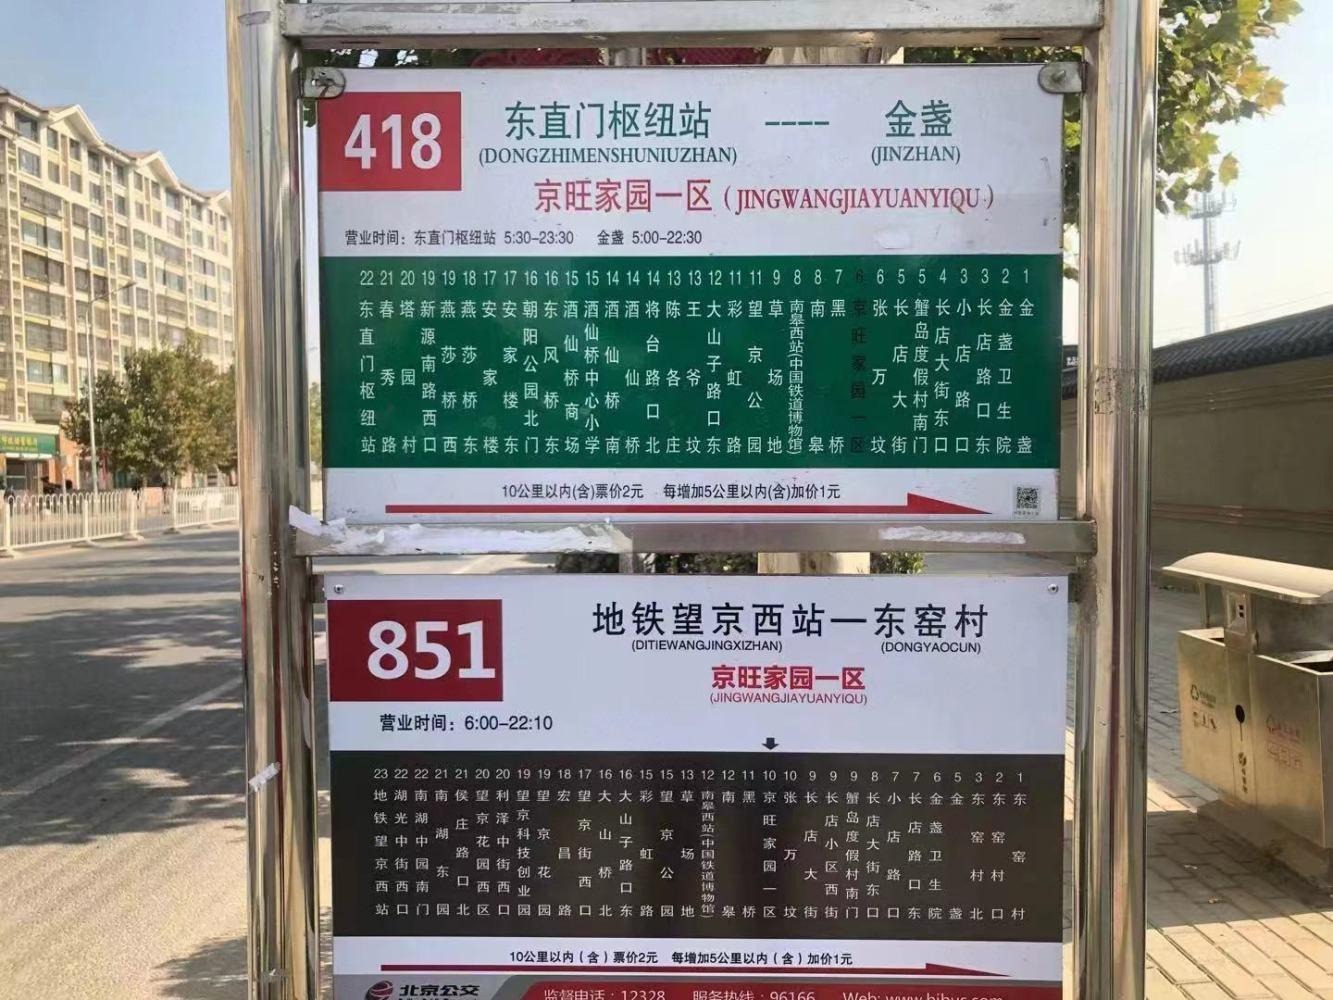 418
东直门枢纽站 ---- 金盏
(DONGZHIMENSHUNIUZHAN) (JINZHAN)
京旺家园一区 (JINGWANGJIAYUANYIQU)
营业时间：东直门枢纽站 5:30-23:30 金盏 5:00-22:30
22 东直门枢纽站
21 春秀路
20 塔园村
19 新源南路西口
19 燕莎桥西
18 燕莎桥东
17 安家楼
17 安家楼东
16 朝阳公园北门
16 东风桥东
15 酒仙桥商场
15 酒仙桥中心小学
14 酒仙桥南
14 酒仙桥
14 将台路口北
13 陈各庄
13 王爷坟
12 大山子路口东
11 彩虹路
11 望京公园
9 草场地
8 南皋西站(中国铁道博物馆)
8 南皋
7 黑桥
6 京旺家园一区
6 张万坟
5 长店大街
5 蟹岛度假村南门
4 长店大街东口
3 小店路口
3 长店路口东
2 金盏卫生院
1 金盏
10公里以内(含)票价2元 每增加5公里以内(含)加价1元
851
地铁望京西站—东窑村
(DITIEWANGJINGXIZHAN) (DONGYAOCUN)
京旺家园一区
(JINGWANGJIAYUANYIQU)
营业时间：6:00-22:10
23 地铁望京西站
22 湖光中街西口
22 南湖中园南门
21 南湖东园
21 侯庄路口北
20 望京花园西区
20 利泽中街西口
19 望京科技创业园
19 望京花园
18 宏昌路
17 望京街西口
16 大山桥北
16 大山子路口东
15 彩虹路
15 望京公园
13 草场地
12 南皋西站(中国铁道博物馆)
12 南皋
11 黑桥
10 京旺家园一区
10 张万坟
9 长店大街
9 长店小区西街
9 蟹岛度假村南门
8 长店大街东口
7 小店路口
7 长店路口东
6 金盏卫生院
5 金盏
3 东窑村北
2 东窑村口
1 东窑村
10公里以内（含）票价2元 每增加5公里以内（含）加价1元
北京公交
监督电话：12328 服务热线：96166 Web: www.bjbus.com